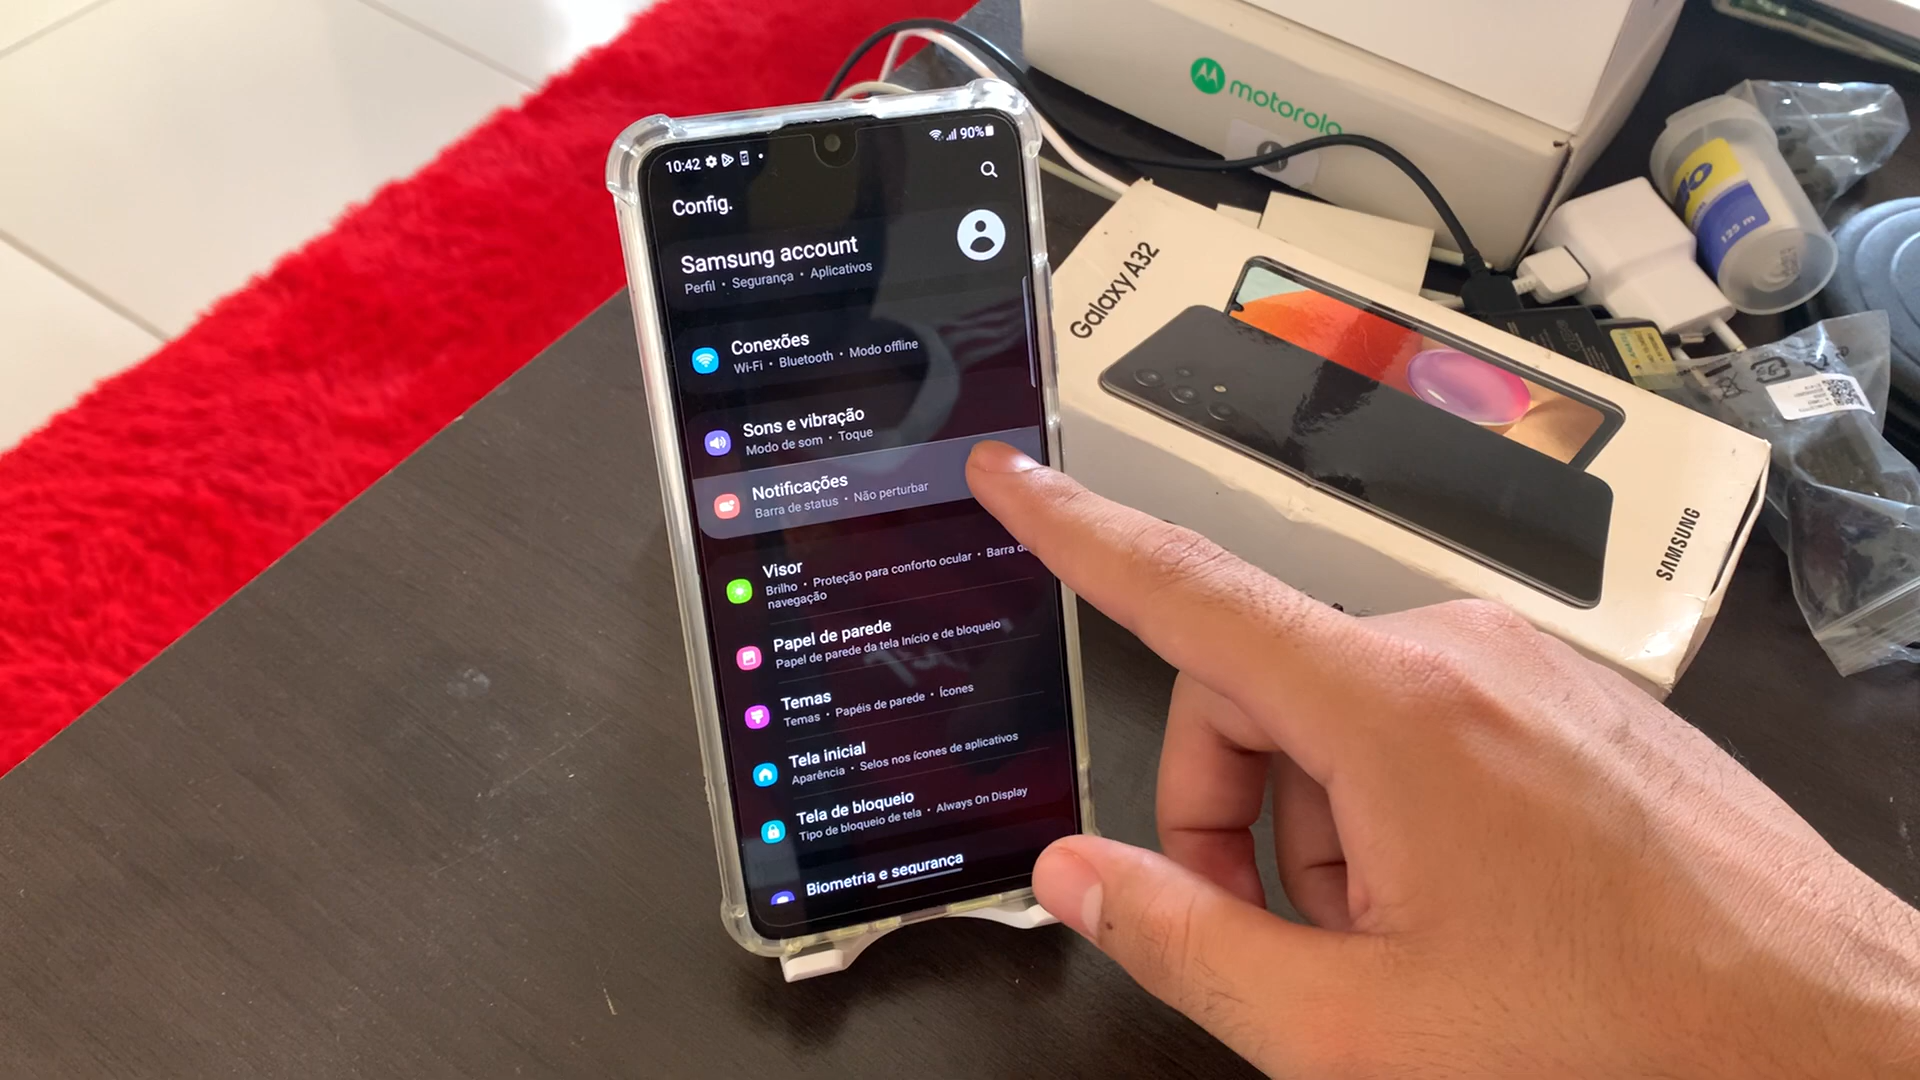 10:42
90%
Config.
Samsung account
Perfil • Segurança • Aplicativos
Conexões
Wi-Fi • Bluetooth • Modo offline
Sons e vibração
Modo de som • Toque
Notificações
Barra de status • Não perturbar
Visor
Brilho • Proteção para conforto ocular • Barra de
navegação
Papel de parede
Papel de parede da tela Início e de bloqueio
Temas
Temas • Papéis de parede • Ícones
Tela inicial
Aparência • Selos nos ícones de aplicativos
Tela de bloqueio
Tipo de bloqueio de tela • Always On Display
Biometria e segurança
motorola
Galaxy A32
SAMSUNG
125 m